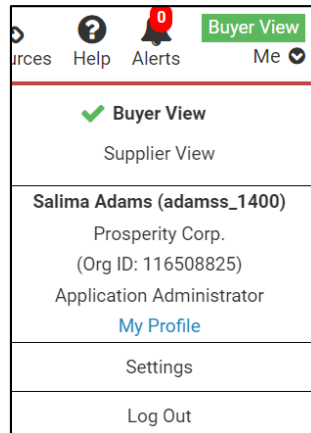 0
Buyer View
urces Help Alerts Me
Buyer View
Supplier View
Salima Adams (adamss_1400)
Prosperity Corp.
(Org ID: 116508825)
Application Administrator
My Profile
Settings
Log Out